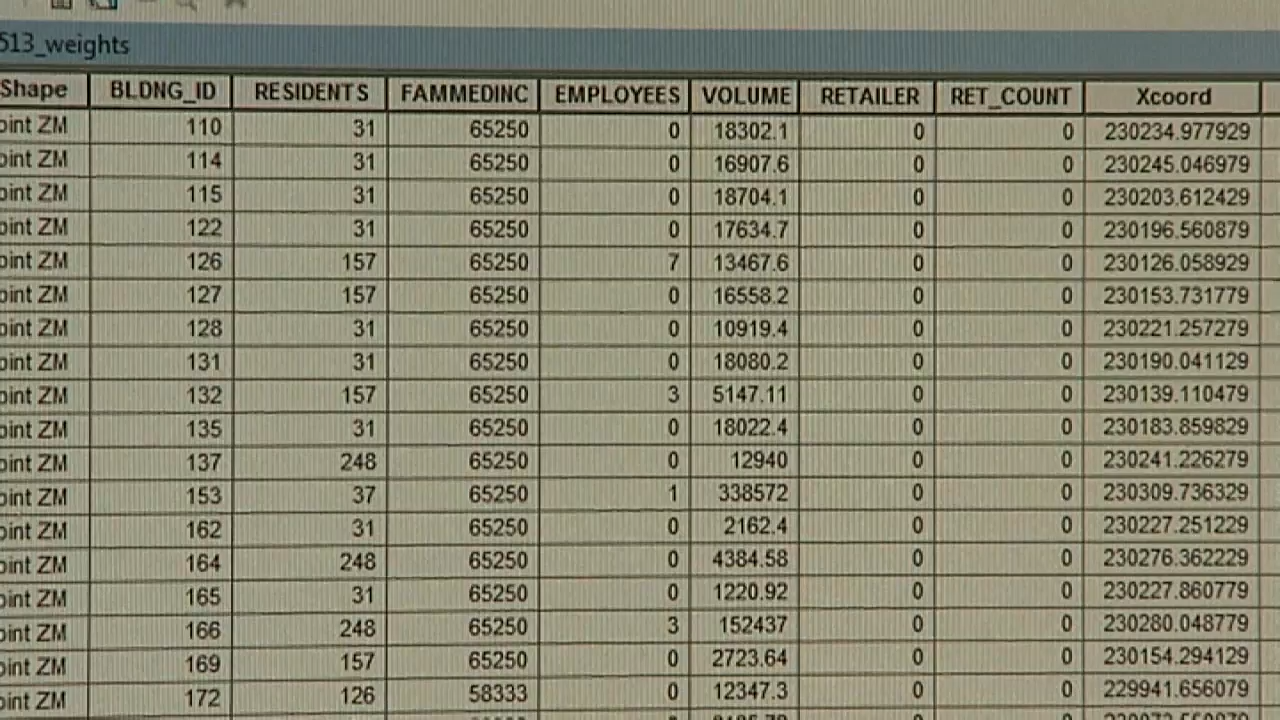 513_weights
Shape BLDNG_ID RESIDENTS FAMMEDINC EMPLOYEES VOLUME RETAILER RET_COUNT Xcoord
oint ZM 110 31 65250 0 18302.1 0 0 230234.977929
oint ZM 114 31 65250 0 16907.6 0 0 230245.046979
oint ZM 115 31 65250 0 18704.1 0 0 230203.612429
oint ZM 122 31 65250 0 17634.7 0 0 230196.560879
oint ZM 126 157 65250 7 13467.6 0 0 230126.058929
oint ZM 127 157 65250 0 16558.2 0 0 230153.731779
oint ZM 128 31 65250 0 10919.4 0 0 230221.257279
oint ZM 131 31 65250 0 18080.2 0 0 230190.041129
oint ZM 132 157 65250 3 5147.11 0 0 230139.110479
oint ZM 135 31 65250 0 18022.4 0 0 230183.859829
oint ZM 137 248 65250 0 12940 0 0 230241.226279
oint ZM 153 37 65250 1 338572 0 0 230309.736329
oint ZM 162 31 65250 0 2162.4 0 0 230227.251229
oint ZM 164 248 65250 0 4384.58 0 0 230276.362229
oint ZM 165 31 65250 0 1220.92 0 0 230227.860779
oint ZM 166 248 65250 3 152437 0 0 230280.048779
oint ZM 169 157 65250 0 2723.64 0 0 230154.294129
oint ZM 172 126 58333 0 12347.3 0 0 229941.656079